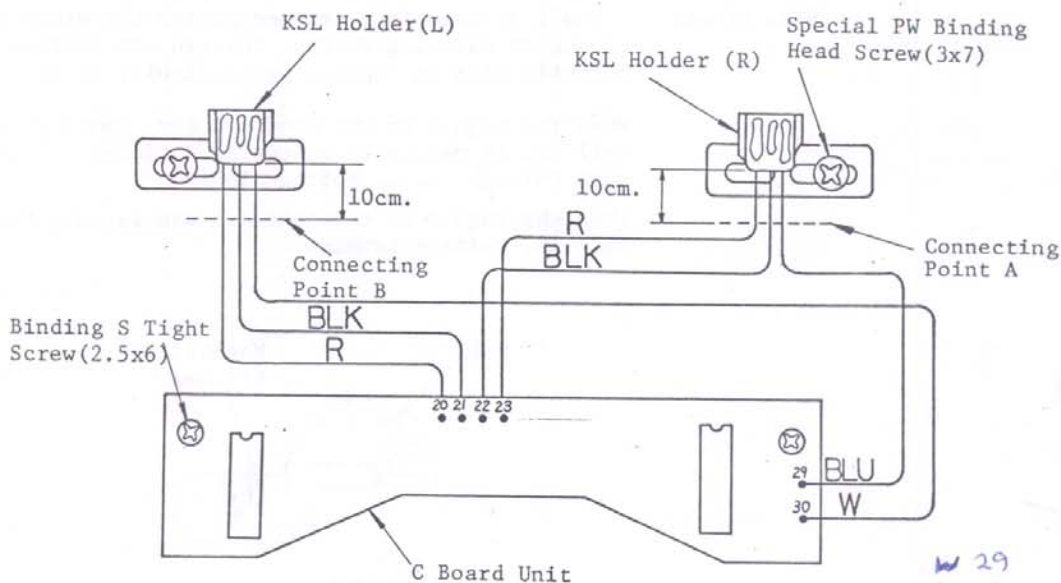 KSL Holder(L)
Special PW Binding
Head Screw(3x7)
KSL Holder (R)
10cm.
10cm.
R
BLK
Connecting
Point A
Connecting
Point B
BLK
R
Binding S Tight
Screw(2.5x6)
20 21 22 23
29 BLU
30 W
C Board Unit
W 29